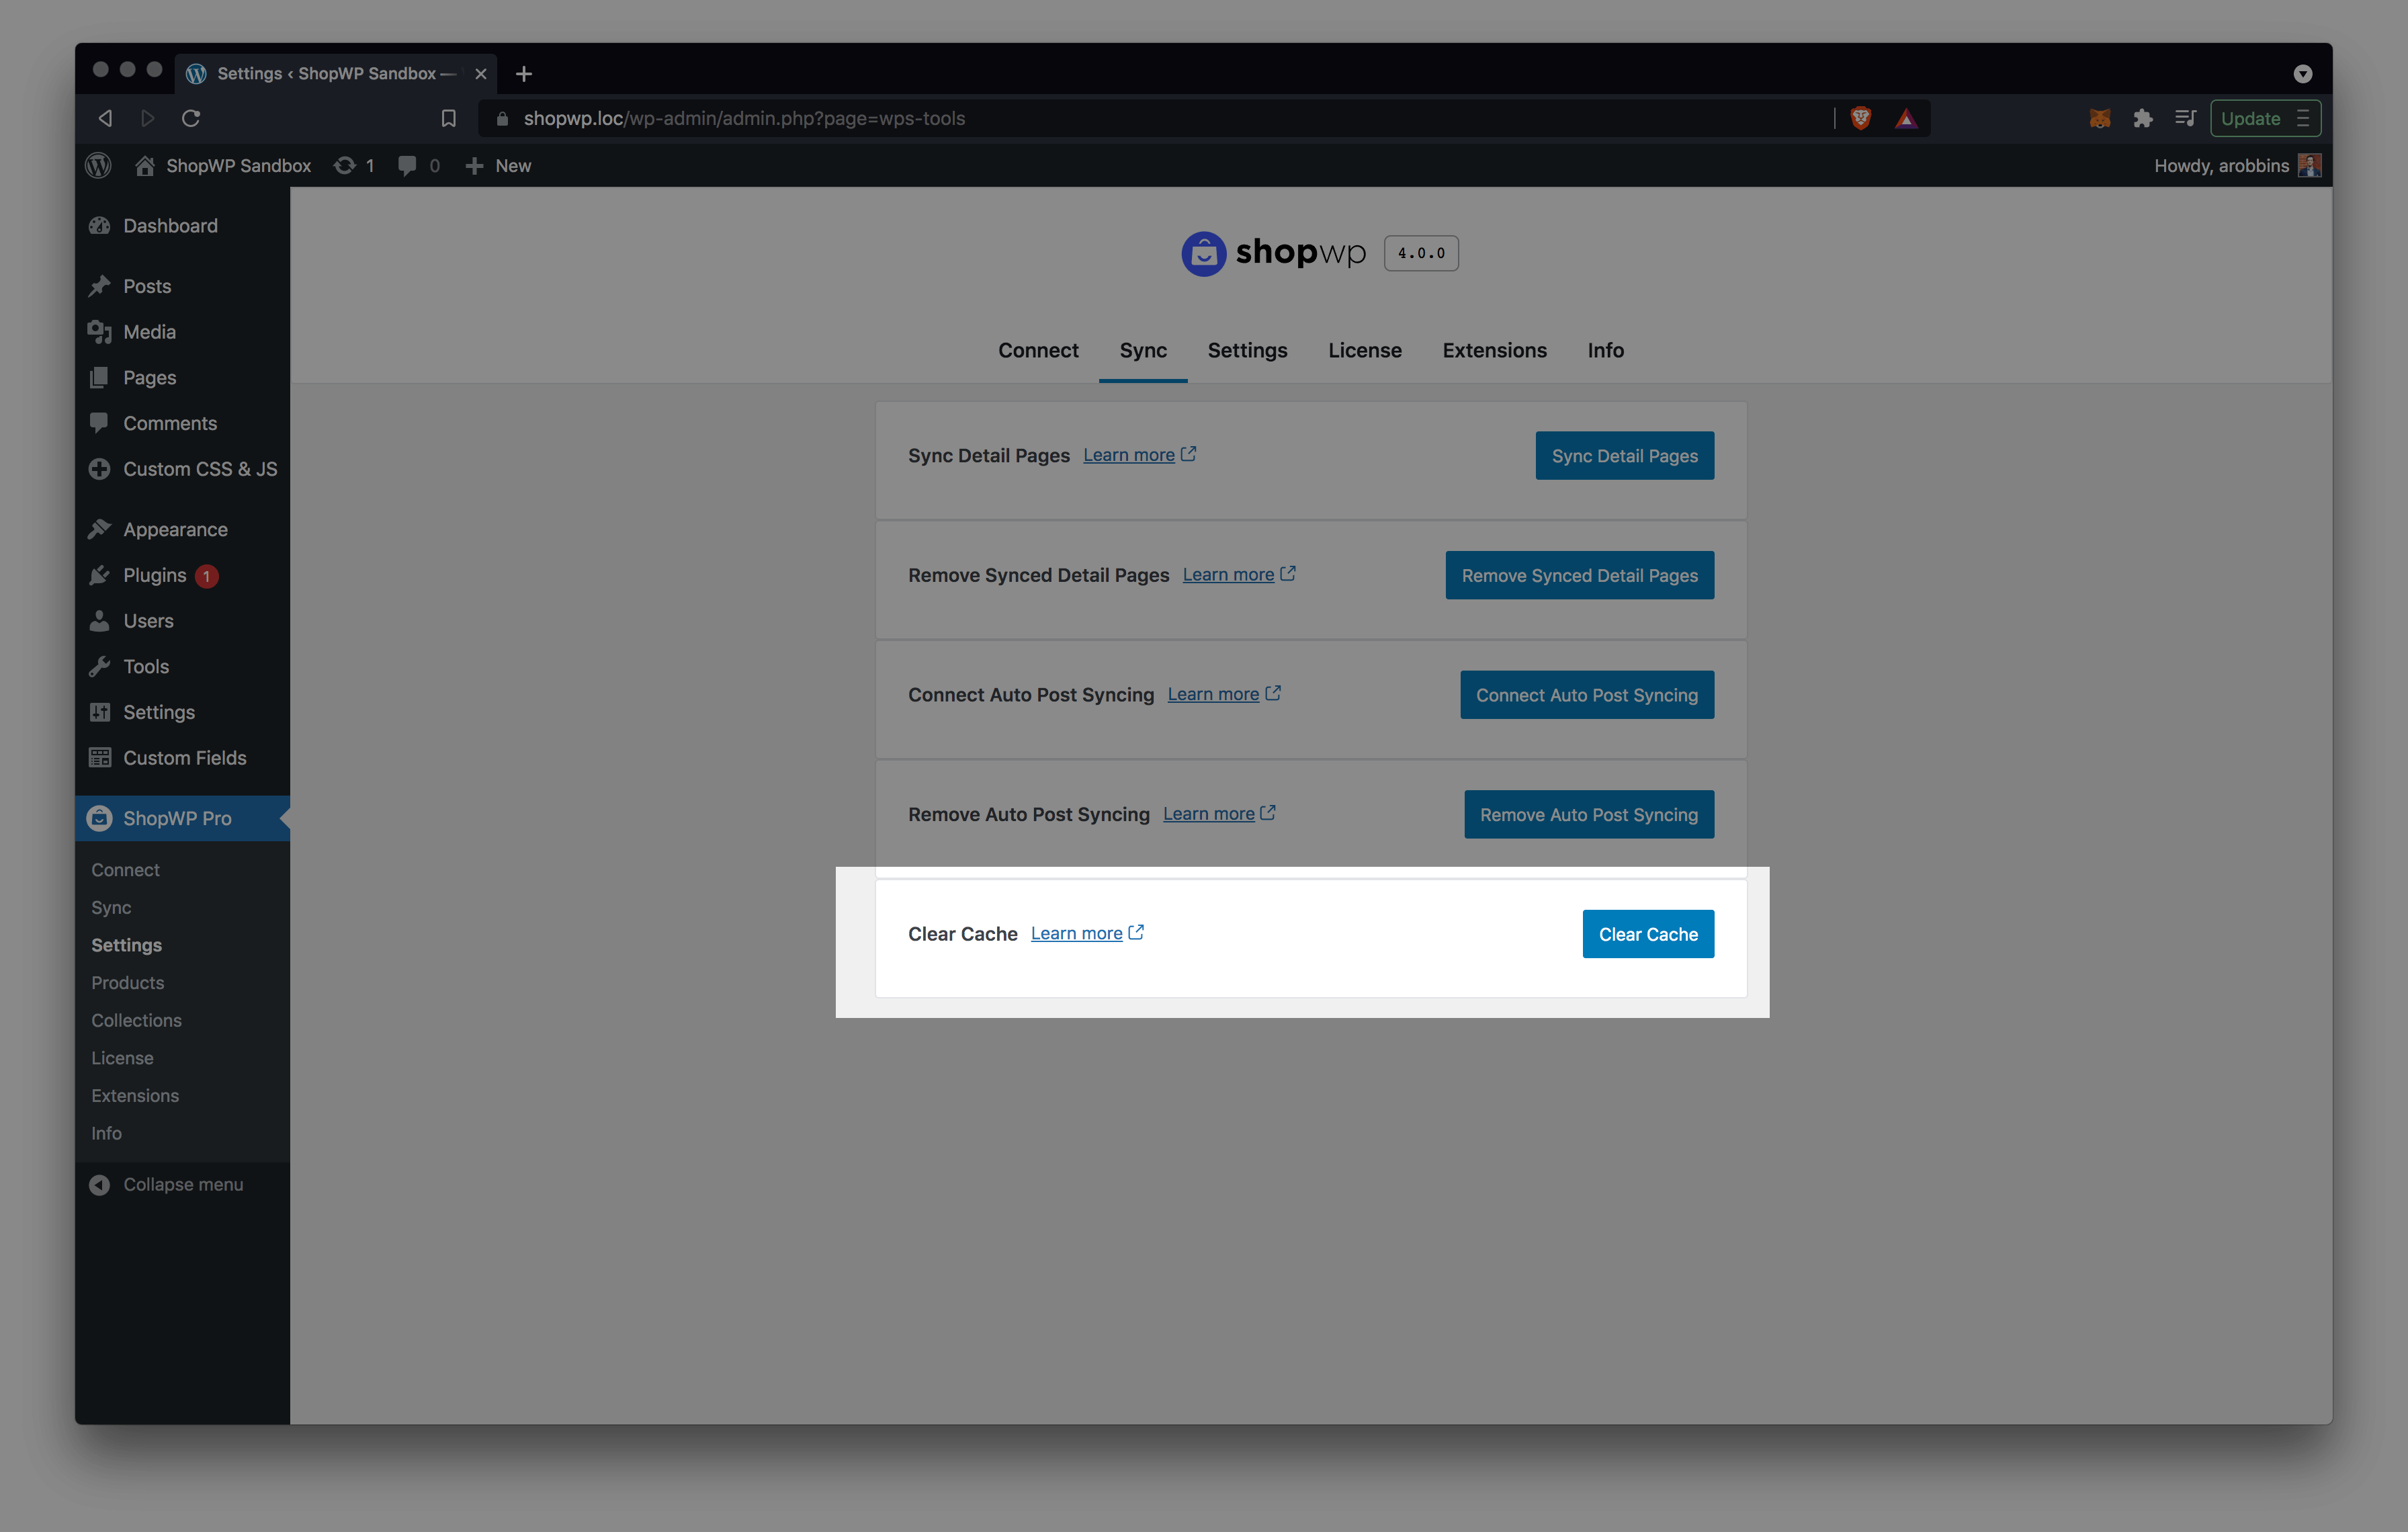 Settings ‹ ShopWP Sandbox —
shopwp.loc/wp-admin/admin.php?page=wps-tools
Update
ShopWP Sandbox 1 0 New
Howdy, arobbins
Dashboard
Posts
Media
Pages
Comments
Custom CSS & JS
Appearance
Plugins 1
Users
Tools
Settings
Custom Fields
ShopWP Pro
Connect
Sync
Settings
Products
Collections
License
Extensions
Info
Collapse menu
shopwp 4.0.0
Connect Sync Settings License Extensions Info
Sync Detail Pages Learn more Sync Detail Pages
Remove Synced Detail Pages Learn more Remove Synced Detail Pages
Connect Auto Post Syncing Learn more Connect Auto Post Syncing
Remove Auto Post Syncing Learn more Remove Auto Post Syncing
Clear Cache Learn more Clear Cache